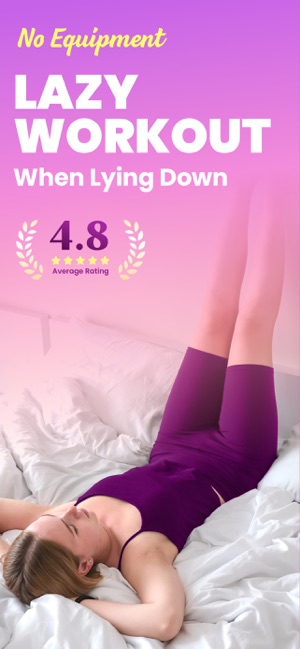 No Equipment
LAZY
WORKOUT
When Lying Down
4.8
Average Rating